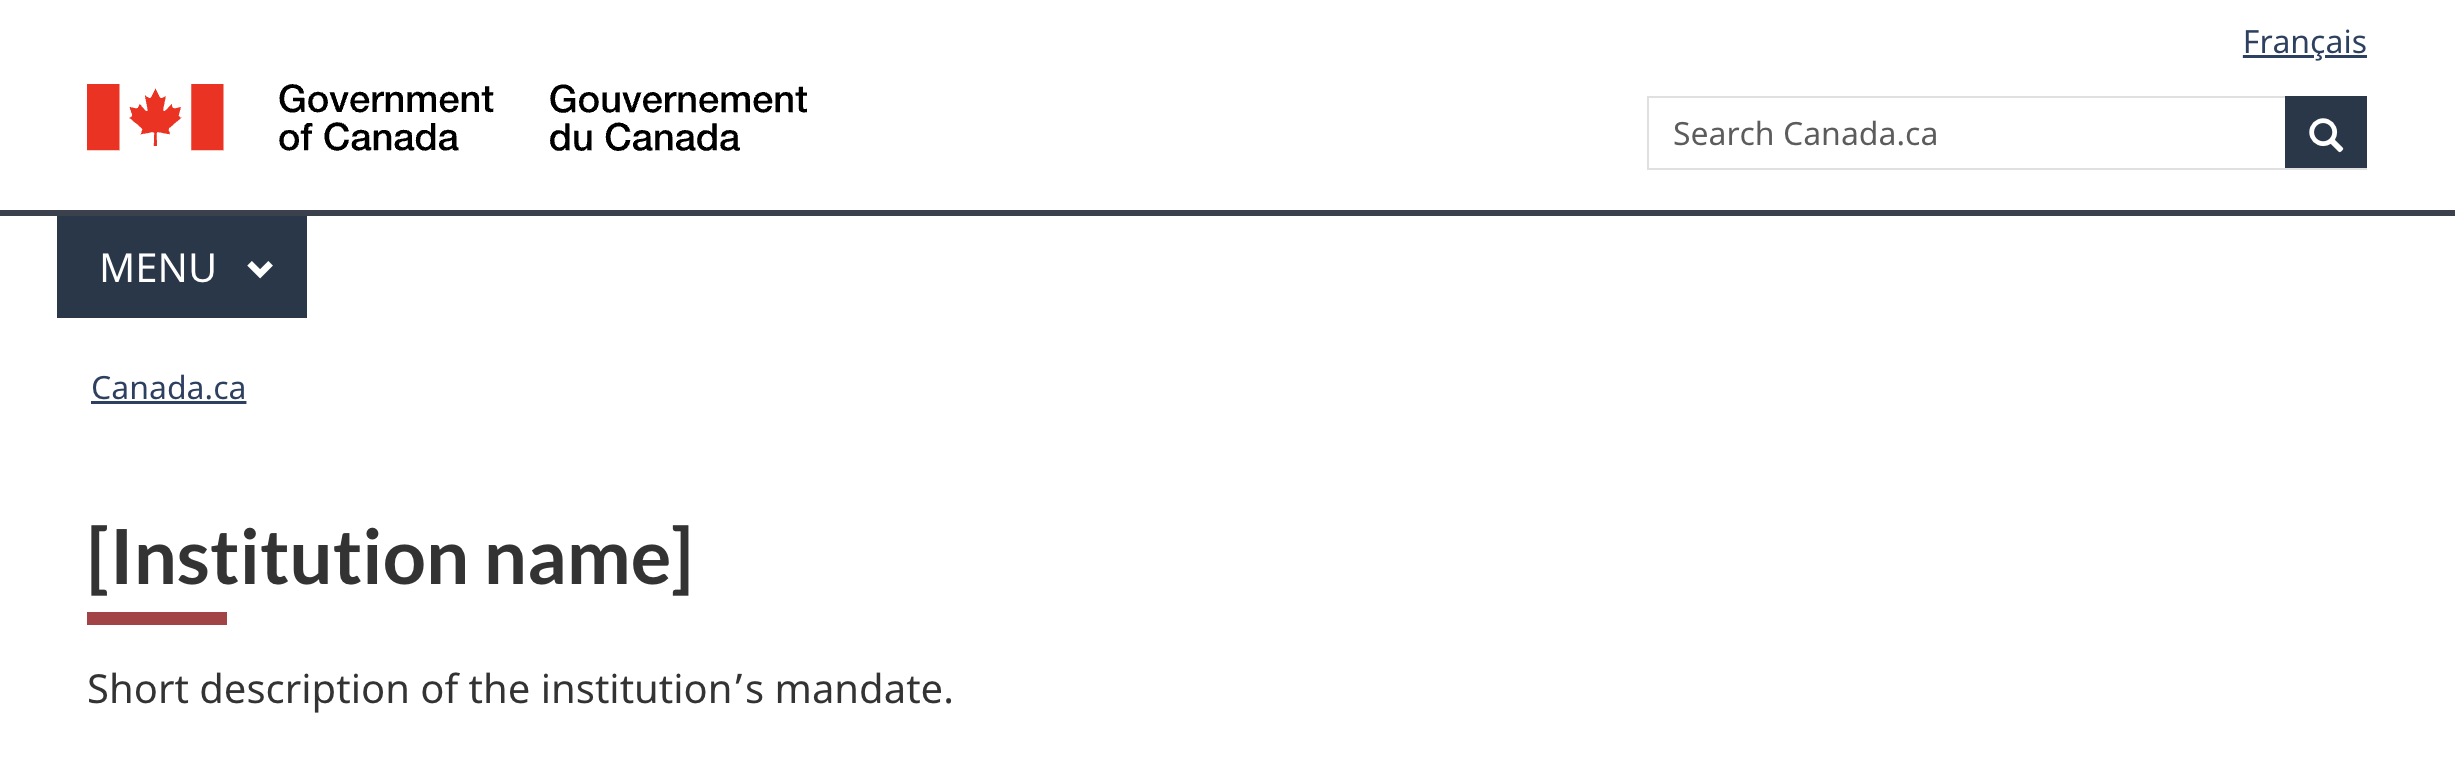 Français
Government
of Canada
Gouvernement
du Canada
Search Canada.ca
MENU
Canada.ca
[Institution name]
Short description of the institution’s mandate.